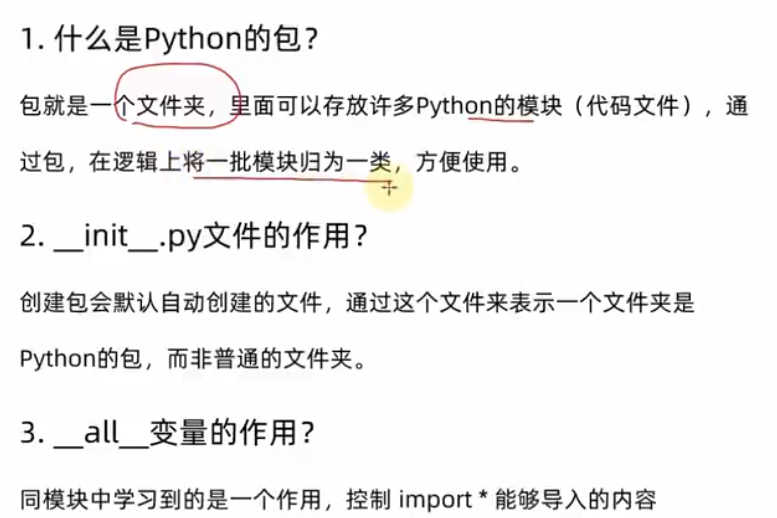 1. 什么是Python的包？
包就是一个文件夹，里面可以存放许多Python的模块（代码文件），通
过包，在逻辑上将一批模块归为一类，方便使用。
2. __init__.py文件的作用？
创建包会默认自动创建的文件，通过这个文件来表示一个文件夹是
Python的包，而非普通的文件夹。
3. __all__变量的作用？
同模块中学习到的是一个作用，控制 import * 能够导入的内容